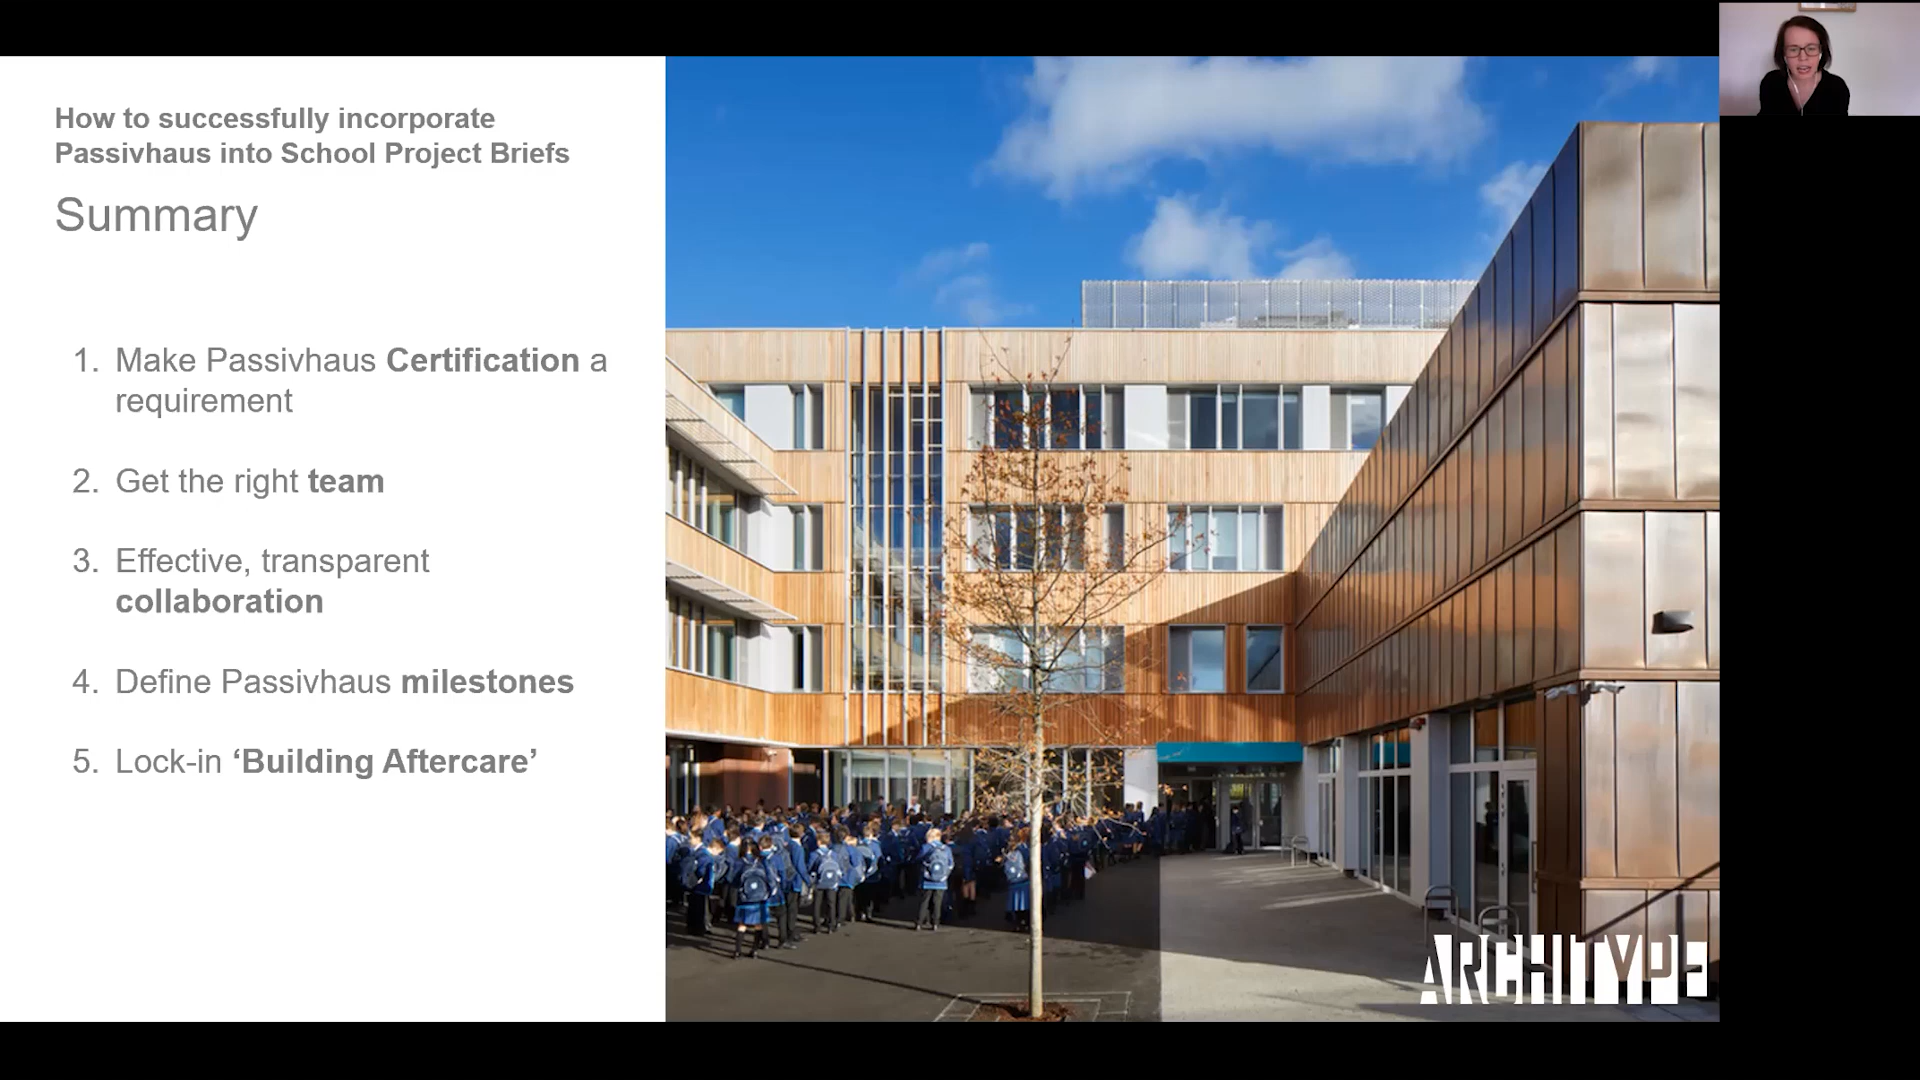 How to successfully incorporate
Passivhaus into School Project Briefs
Summary
1. Make Passivhaus Certification a
requirement
2. Get the right team
3. Effective, transparent
collaboration
4. Define Passivhaus milestones
5. Lock-in ‘Building Aftercare’
ARCHITYPE